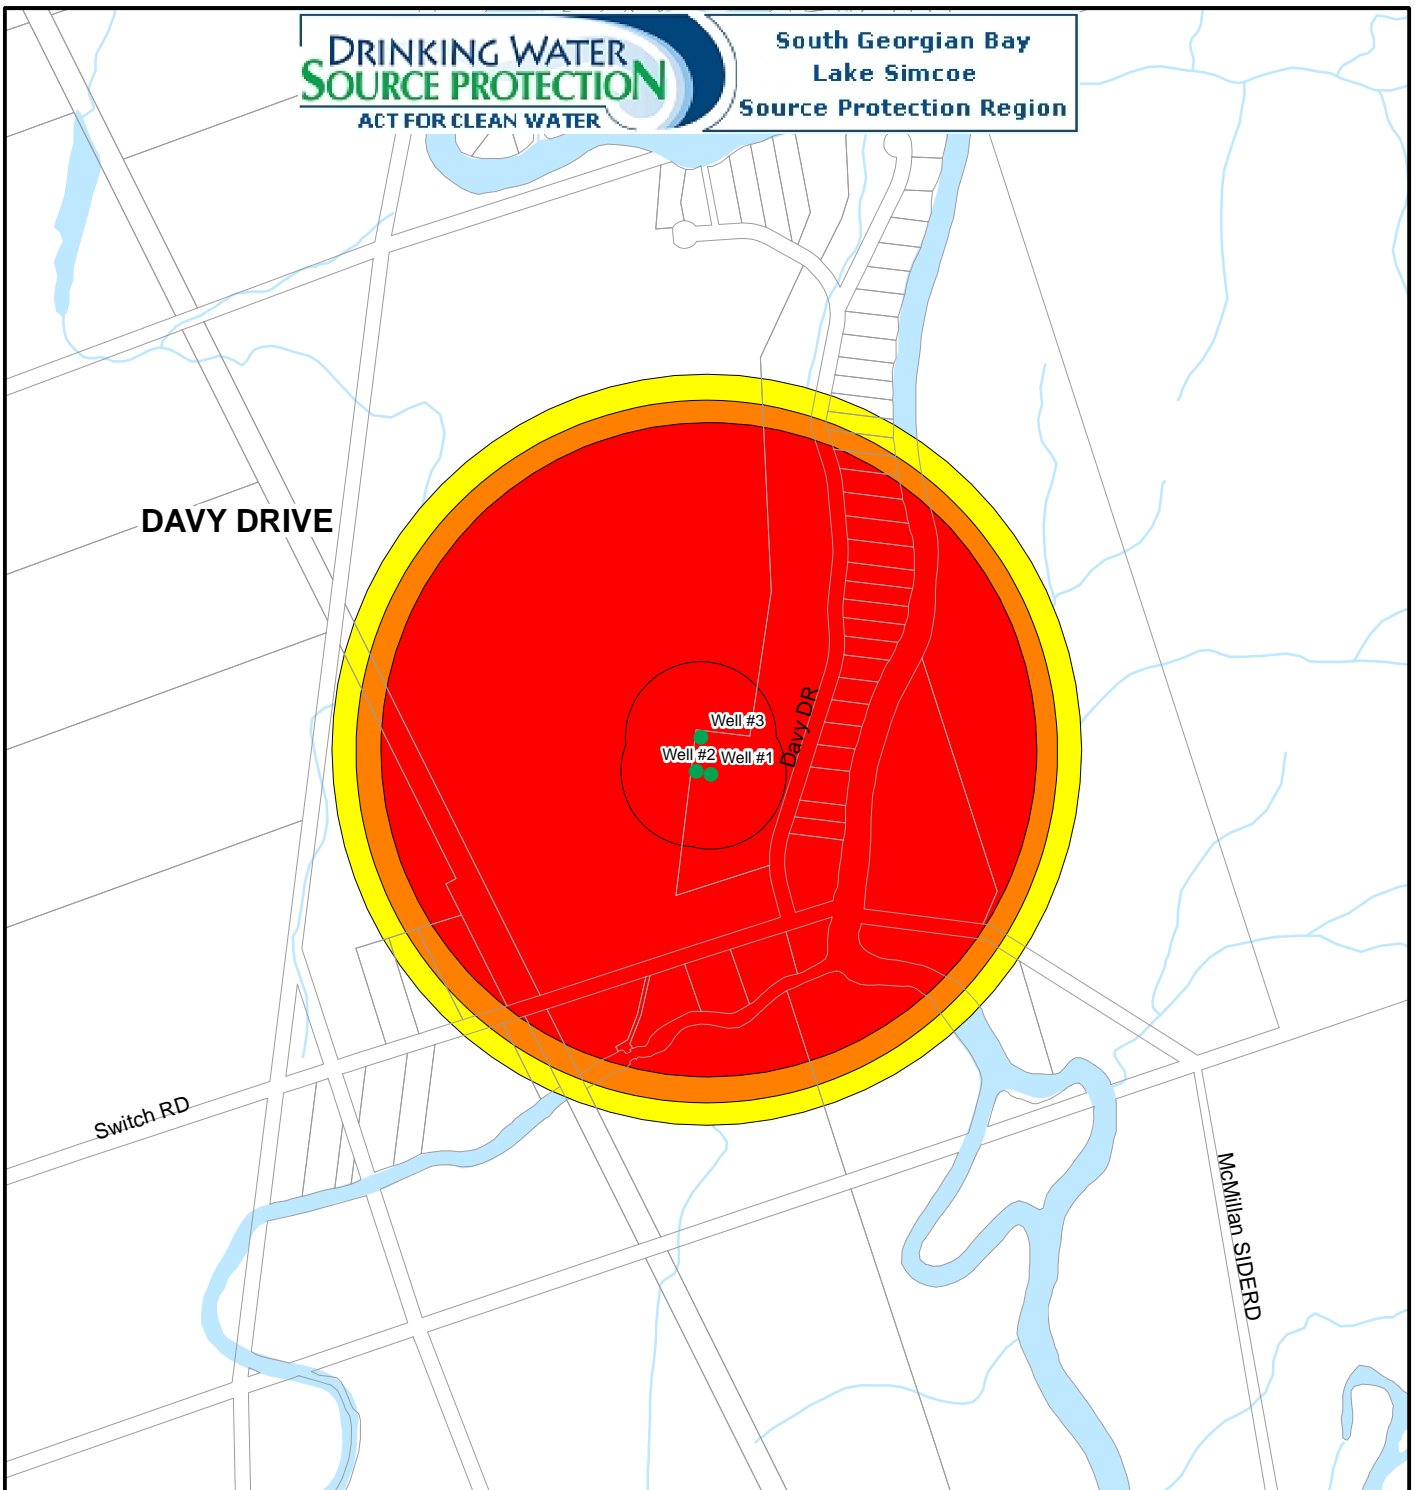 DRINKING WATER
SOURCE PROTECTION
ACT FOR CLEAN WATER
South Georgian Bay
Lake Simcoe
Source Protection Region
DAVY DRIVE
Well #3
Well #2
Well #1
Davy DR
Switch RD
McMillan SIDERD